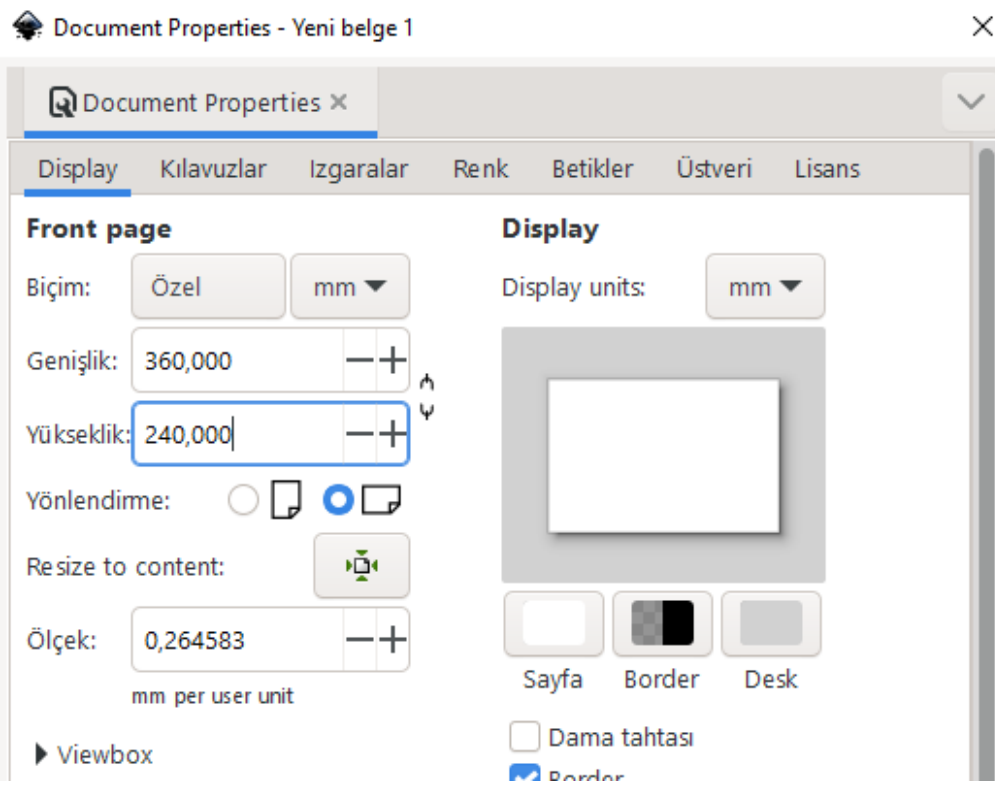 Document Properties - Yeni belge 1
Document Properties
Display Kılavuzlar Izgaralar Renk Betikler Üstveri Lisans
Front page
Biçim: Özel mm
Genişlik: 360,000
Yükseklik: 240,000
Yönlendirme:
Resize to content:
Ölçek: 0,264583
mm per user unit
Viewbox
Display
Display units: mm
Sayfa Border Desk
Dama tahtası
Border